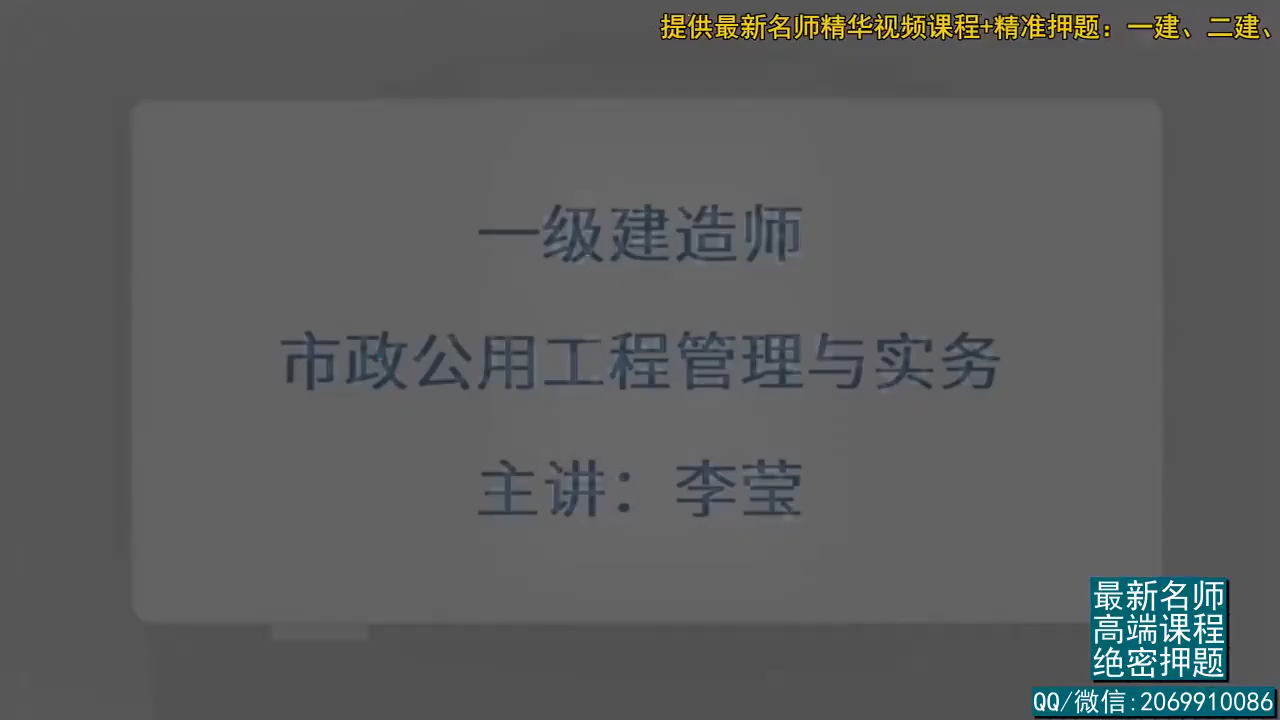 提供最新名师精华视频课程+精准押题：一建、二建、
一级建造师
市政公用工程管理与实务
主讲：李莹
最新名师
高端课程
绝密押题
QQ/微信:2069910086